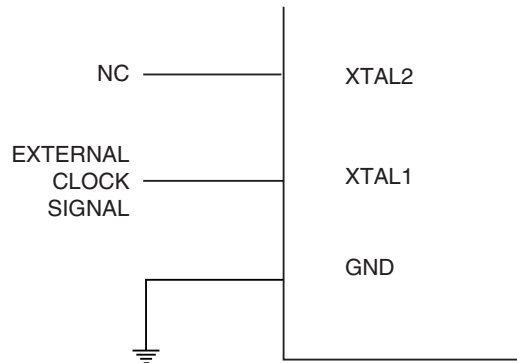 NC
XTAL2
EXTERNAL
CLOCK
SIGNAL
XTAL1
GND